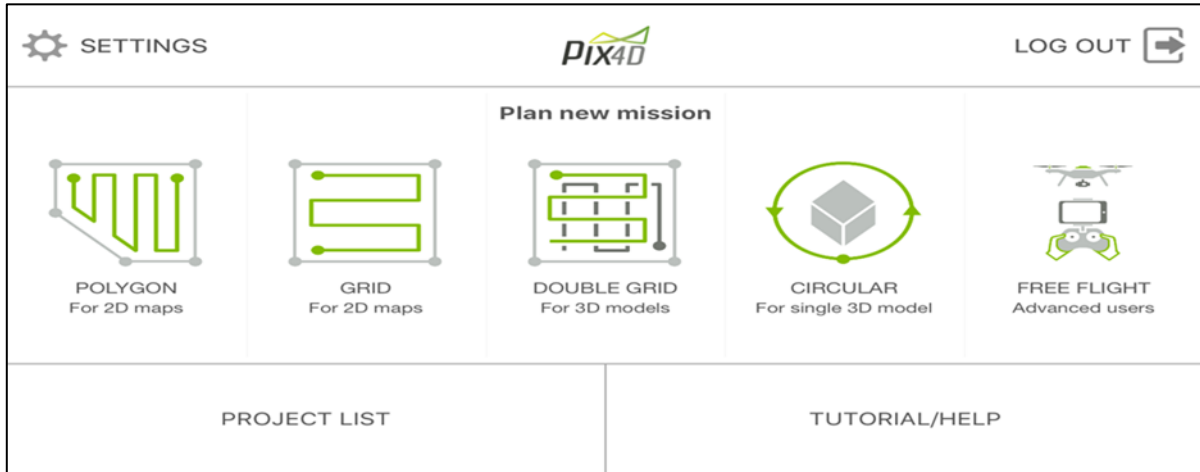 SETTINGS
PIX4D
LOG OUT
Plan new mission
POLYGON
For 2D maps
GRID
For 2D maps
DOUBLE GRID
For 3D models
CIRCULAR
For single 3D model
FREE FLIGHT
Advanced users
PROJECT LIST
TUTORIAL/HELP